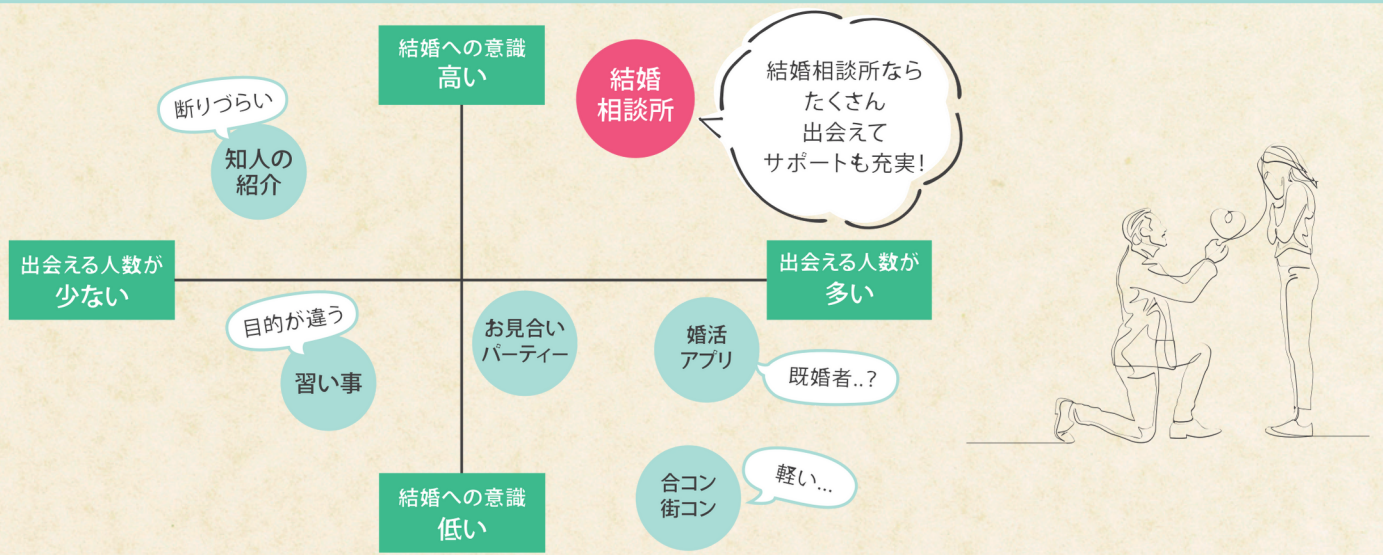 結婚への意識
高い
結婚
相談所
結婚相談所なら
たくさん
出会えて
サポートも充実!
断りづらい
知人の
紹介
出会える人数が
少ない
出会える人数が
多い
目的が違う
習い事
お見合い
パーティー
婚活
アプリ
既婚者..?
結婚への意識
低い
合コン
街コン
軽い...